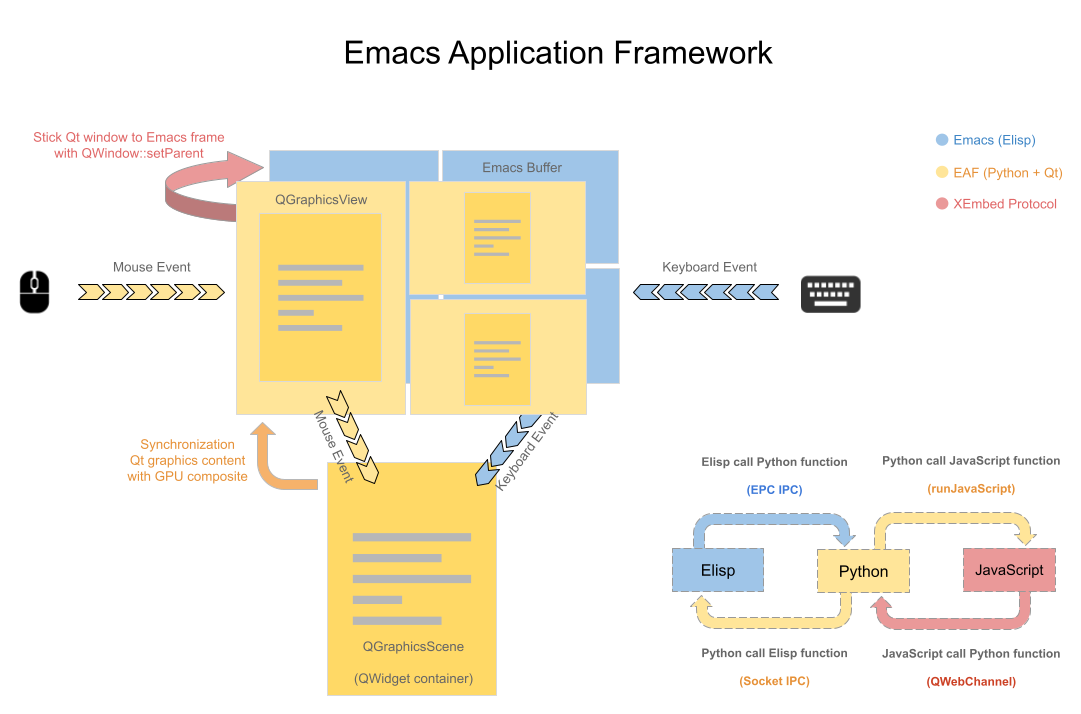 Emacs Application Framework
Stick Qt window to Emacs frame
with QWindow::setParent
Emacs Buffer
QGraphicsView
Emacs (Elisp)
EAF (Python + Qt)
XEmbed Protocol
Mouse Event
Keyboard Event
Mouse Event
Keyboard Event
Synchronization
Qt graphics content
with GPU composite
QGraphicsScene
(QWidget container)
Elisp call Python function
(EPC IPC)
Python call JavaScript function
(runJavaScript)
Elisp
Python
JavaScript
Python call Elisp function
(Socket IPC)
JavaScript call Python function
(QWebChannel)